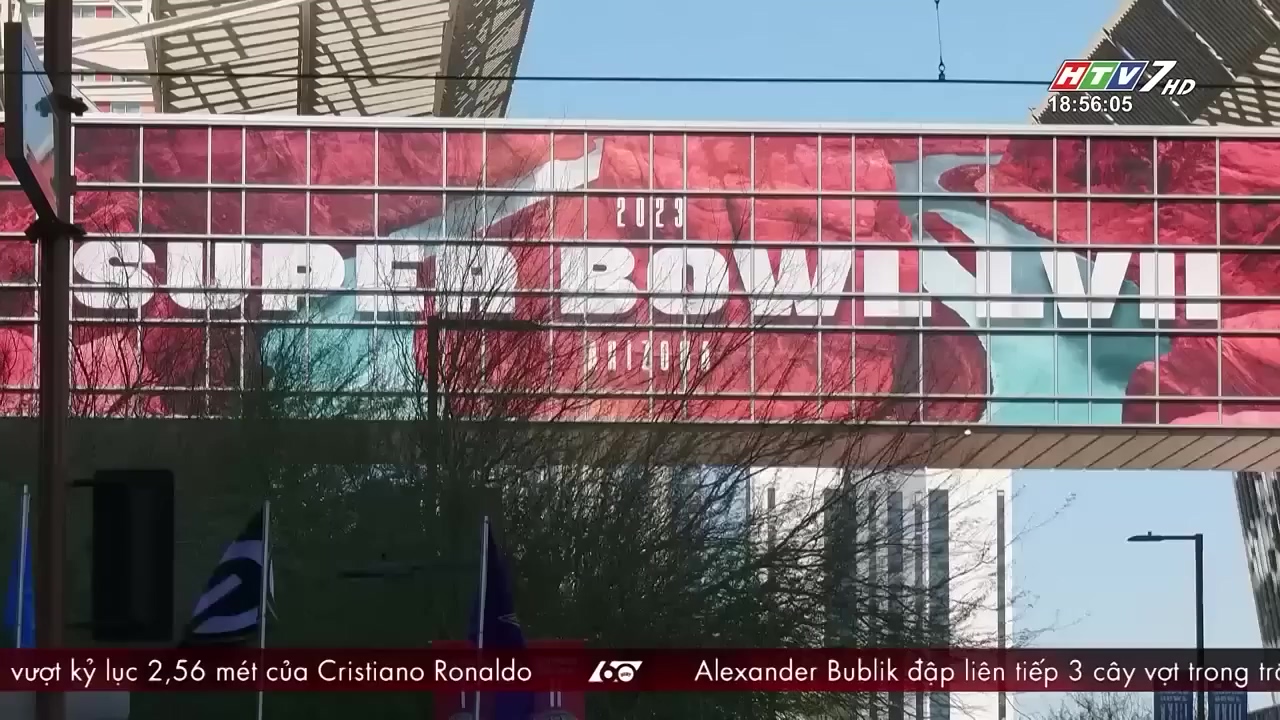 HTV7 HD
18:56:05
2023
SUPER BOWL LVII
ARIZONA
vượt kỷ lục 2,56 mét của Cristiano Ronaldo
60
Alexander Bublik đập liên tiếp 3 cây vợt trong